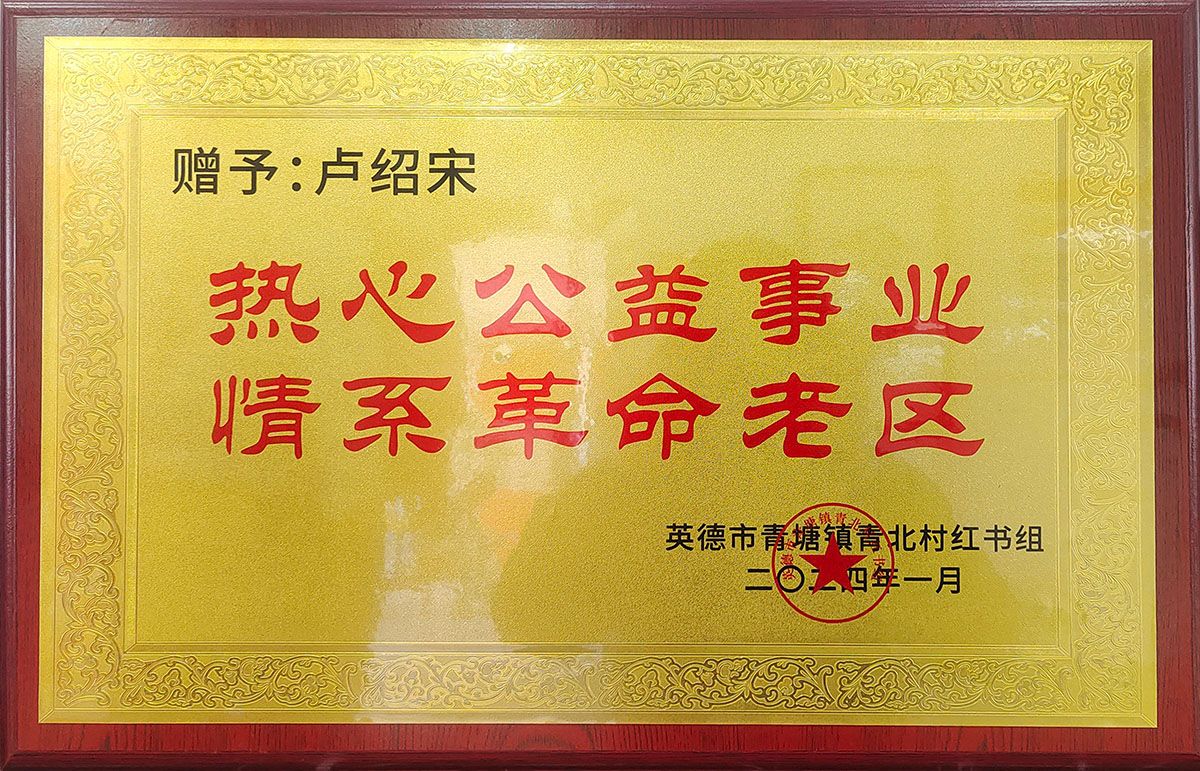 赠予：卢绍宋
热心公益事业
情系革命老区
英德市青塘镇青北村红书组
二〇二四年一月